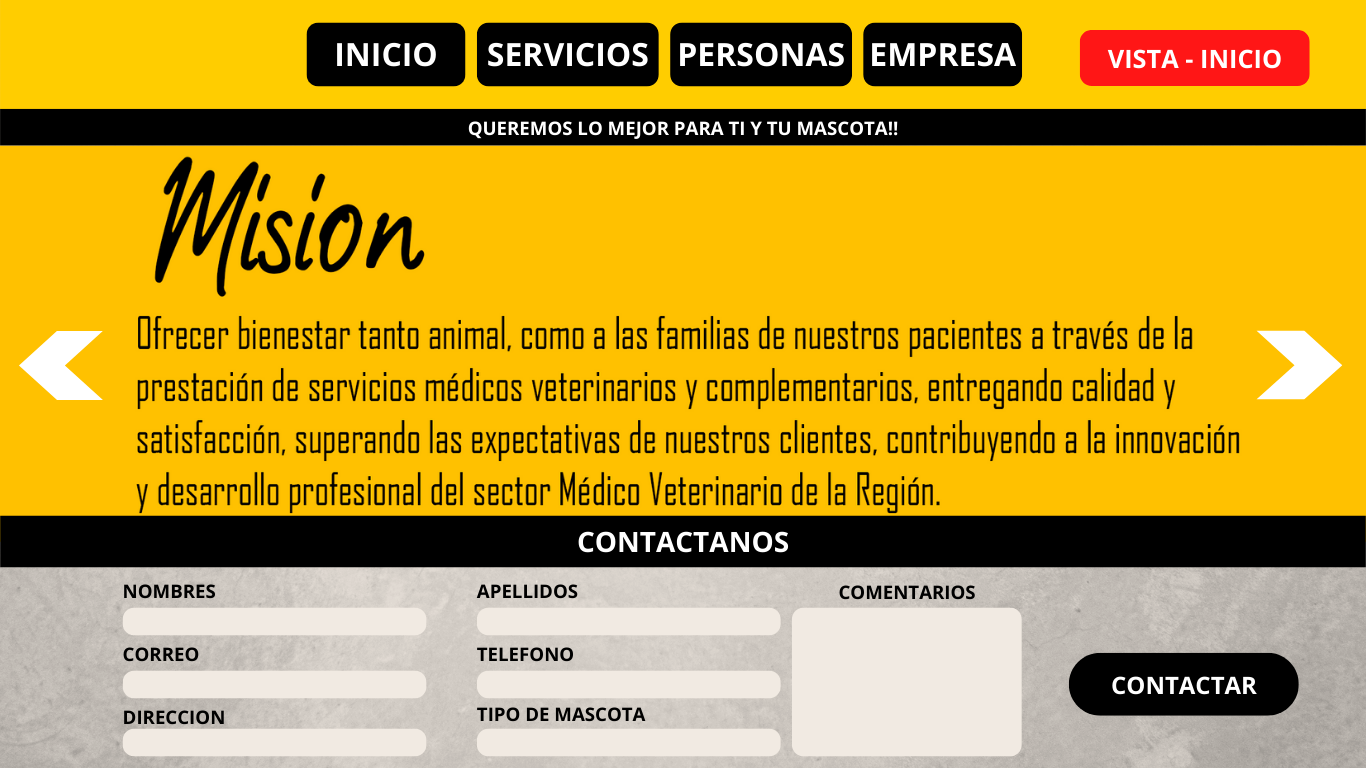 INICIO
SERVICIOS
PERSONAS
EMPRESA
VISTA - INICIO
QUEREMOS LO MEJOR PARA TI Y TU MASCOTA!!
Mision
Ofrecer bienestar tanto animal, como a las familias de nuestros pacientes a través de la
prestación de servicios médicos veterinarios y complementarios, entregando calidad y
satisfacción, superando las expectativas de nuestros clientes, contribuyendo a la innovación
y desarrollo profesional del sector Médico Veterinario de la Región.
CONTACTANOS
NOMBRES
APELLIDOS
COMENTARIOS
CORREO
TELEFONO
CONTACTAR
DIRECCION
TIPO DE MASCOTA